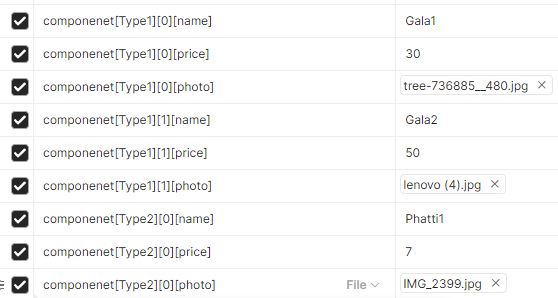 componenet[Type1][0][name] Gala1
componenet[Type1][0][price] 30
componenet[Type1][0][photo] tree-736885__480.jpg ×
componenet[Type1][1][name] Gala2
componenet[Type1][1][price] 50
componenet[Type1][1][photo] lenovo (4).jpg ×
componenet[Type2][0][name] Phatti1
componenet[Type2][0][price] 7
componenet[Type2][0][photo] File IMG_2399.jpg ×